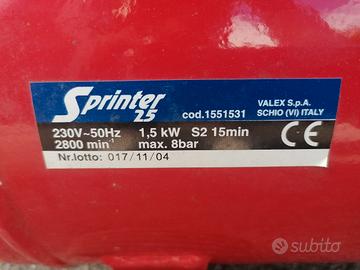 Sprinter 25
cod.1551531
VALEX S.p.A.
SCHIO (VI) ITALY
230V~50Hz 1,5 kW S2 15min
2800 min⁻¹ max. 8bar
CE
Nr.lotto: 017/11/04
subito